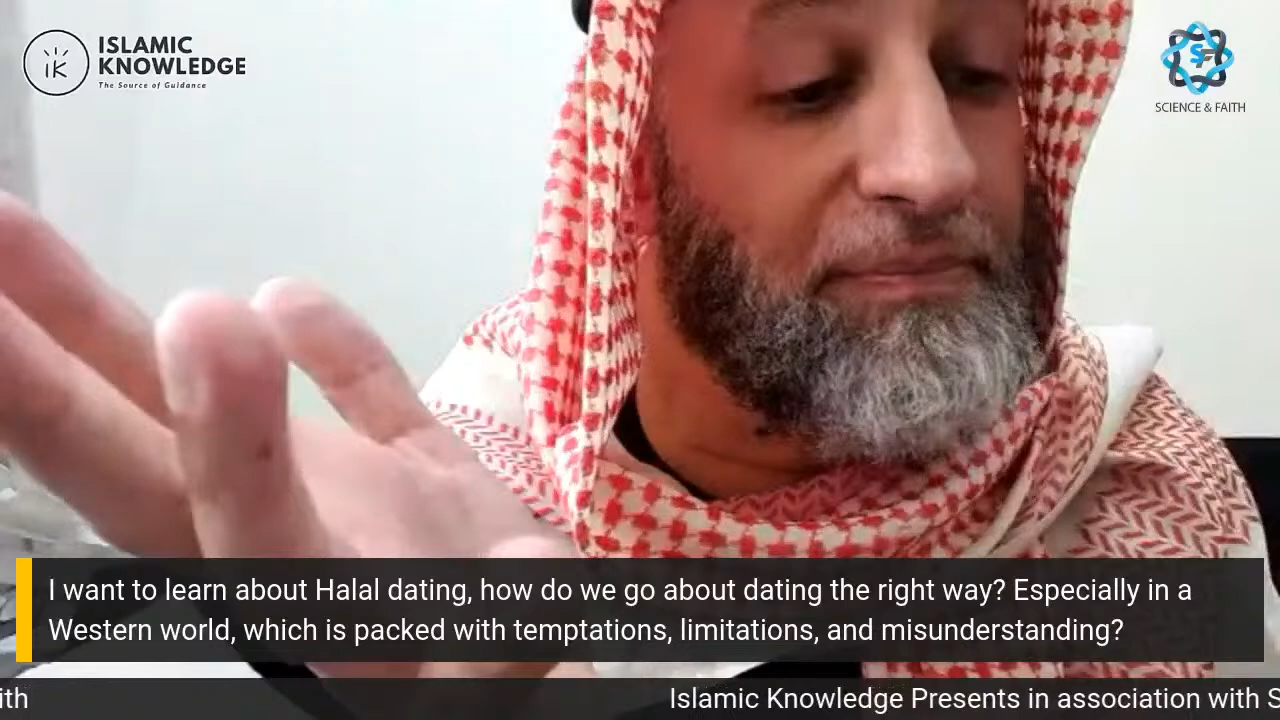 ISLAMIC
KNOWLEDGE
The Source of Guidance
iK
SF
SCIENCE & FAITH
I want to learn about Halal dating, how do we go about dating the right way? Especially in a
Western world, which is packed with temptations, limitations, and misunderstanding?
ith
Islamic Knowledge Presents in association with S